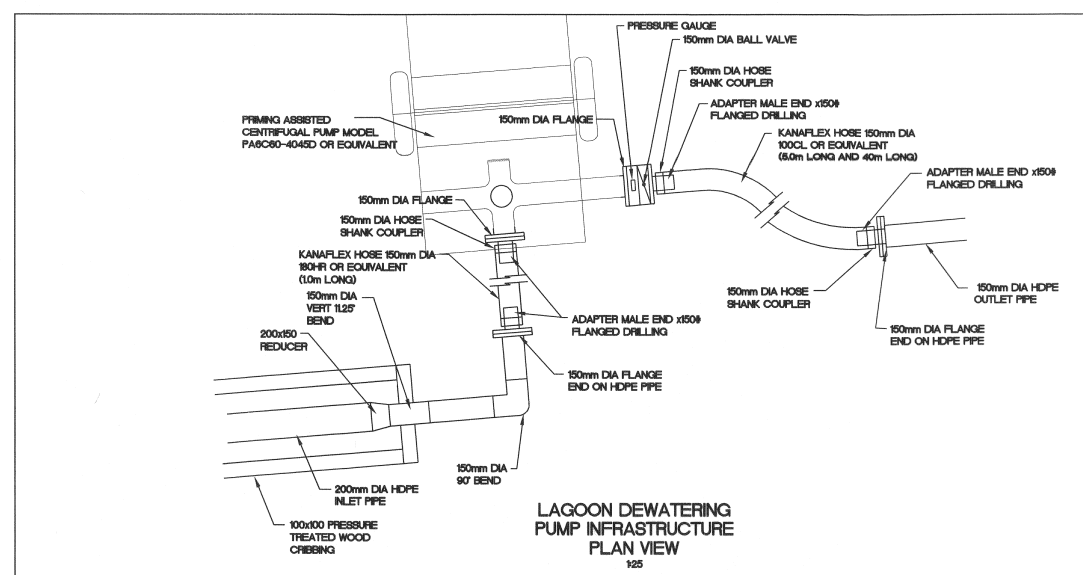 PRESSURE GAUGE
150mm DIA BALL VALVE
150mm DIA HOSE
SHANK COUPLER
ADAPTER MALE END x150ф
FLANGED DRILLING
PRIMING ASSISTED
CENTRIFUGAL PUMP MODEL
PA6C60-4045D OR EQUIVALENT
150mm DIA FLANGE
KANAFLEX HOSE 150mm DIA
100CL OR EQUIVALENT
(5.0m LONG AND 40m LONG)
ADAPTER MALE END x150ф
FLANGED DRILLING
150mm DIA FLANGE
150mm DIA HOSE
SHANK COUPLER
KANAFLEX HOSE 150mm DIA
180HR OR EQUIVALENT
(1.0m LONG)
150mm DIA
VERT 11.25°
BEND
200x150
REDUCER
150mm DIA HOSE
SHANK COUPLER
150mm DIA HDPE
OUTLET PIPE
ADAPTER MALE END x150ф
FLANGED DRILLING
150mm DIA FLANGE
END ON HDPE PIPE
150mm DIA FLANGE
END ON HDPE PIPE
150mm DIA
90° BEND
200mm DIA HDPE
INLET PIPE
100x100 PRESSURE
TREATED WOOD
CRIBBING
LAGOON DEWATERING
PUMP INFRASTRUCTURE
PLAN VIEW
1:25